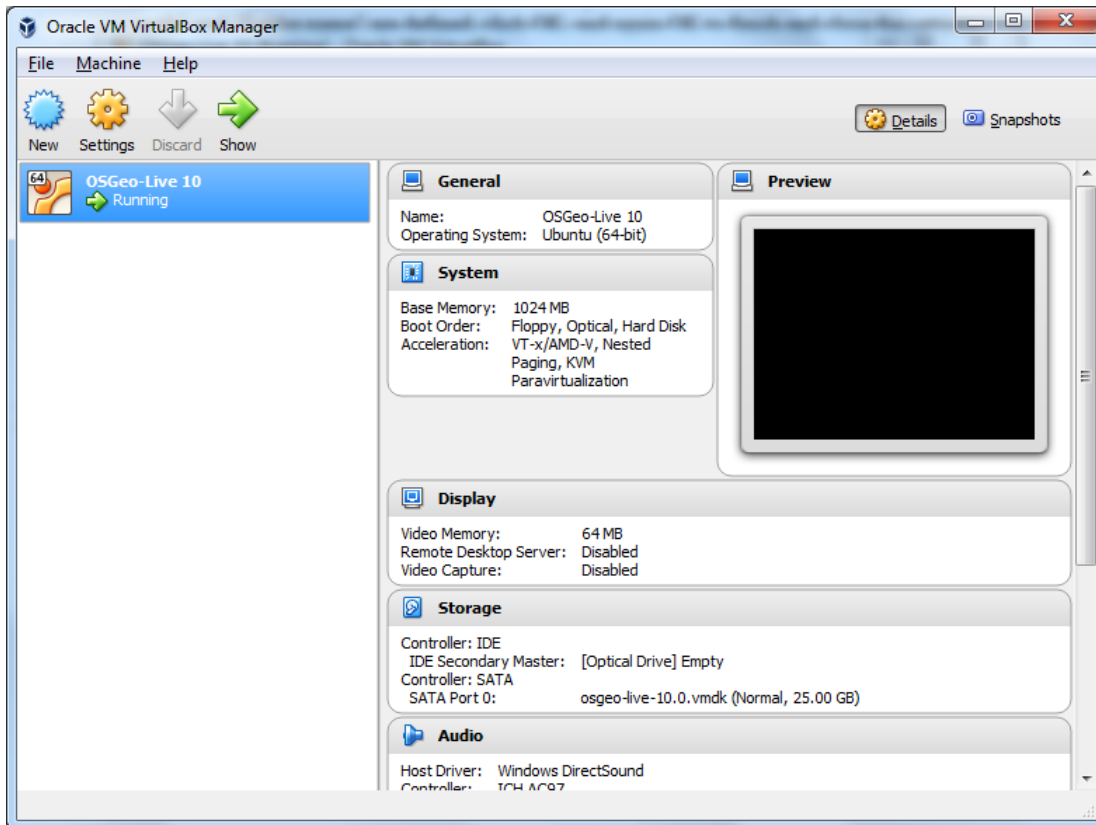 Oracle VM VirtualBox Manager
File Machine Help
New Settings Discard Show
Details Snapshots
64
OSGeo-Live 10
Running
General
Name: OSGeo-Live 10
Operating System: Ubuntu (64-bit)
System
Base Memory: 1024 MB
Boot Order: Floppy, Optical, Hard Disk
Acceleration: VT-x/AMD-V, Nested
Paging, KVM
Paravirtualization
Preview
Display
Video Memory: 64 MB
Remote Desktop Server: Disabled
Video Capture: Disabled
Storage
Controller: IDE
IDE Secondary Master: [Optical Drive] Empty
Controller: SATA
SATA Port 0: osgeo-live-10.0.vmdk (Normal, 25.00 GB)
Audio
Host Driver: Windows DirectSound
Controller: ICH AC97